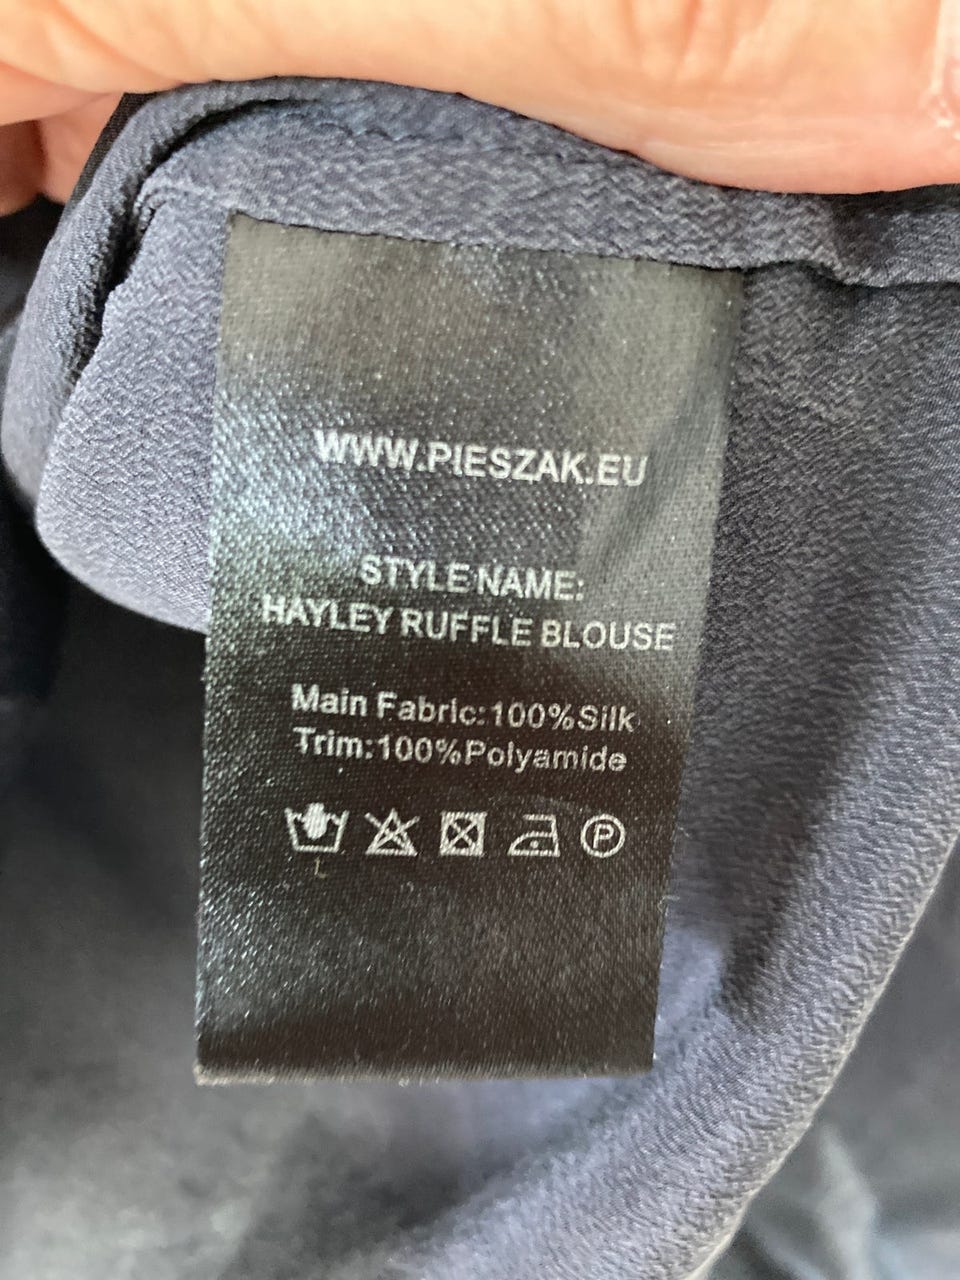 WWW.PIESZAK.EU
STYLE NAME:
HAYLEY RUFFLE BLOUSE
Main Fabric:100%Silk
Trim:100%Polyamide
P